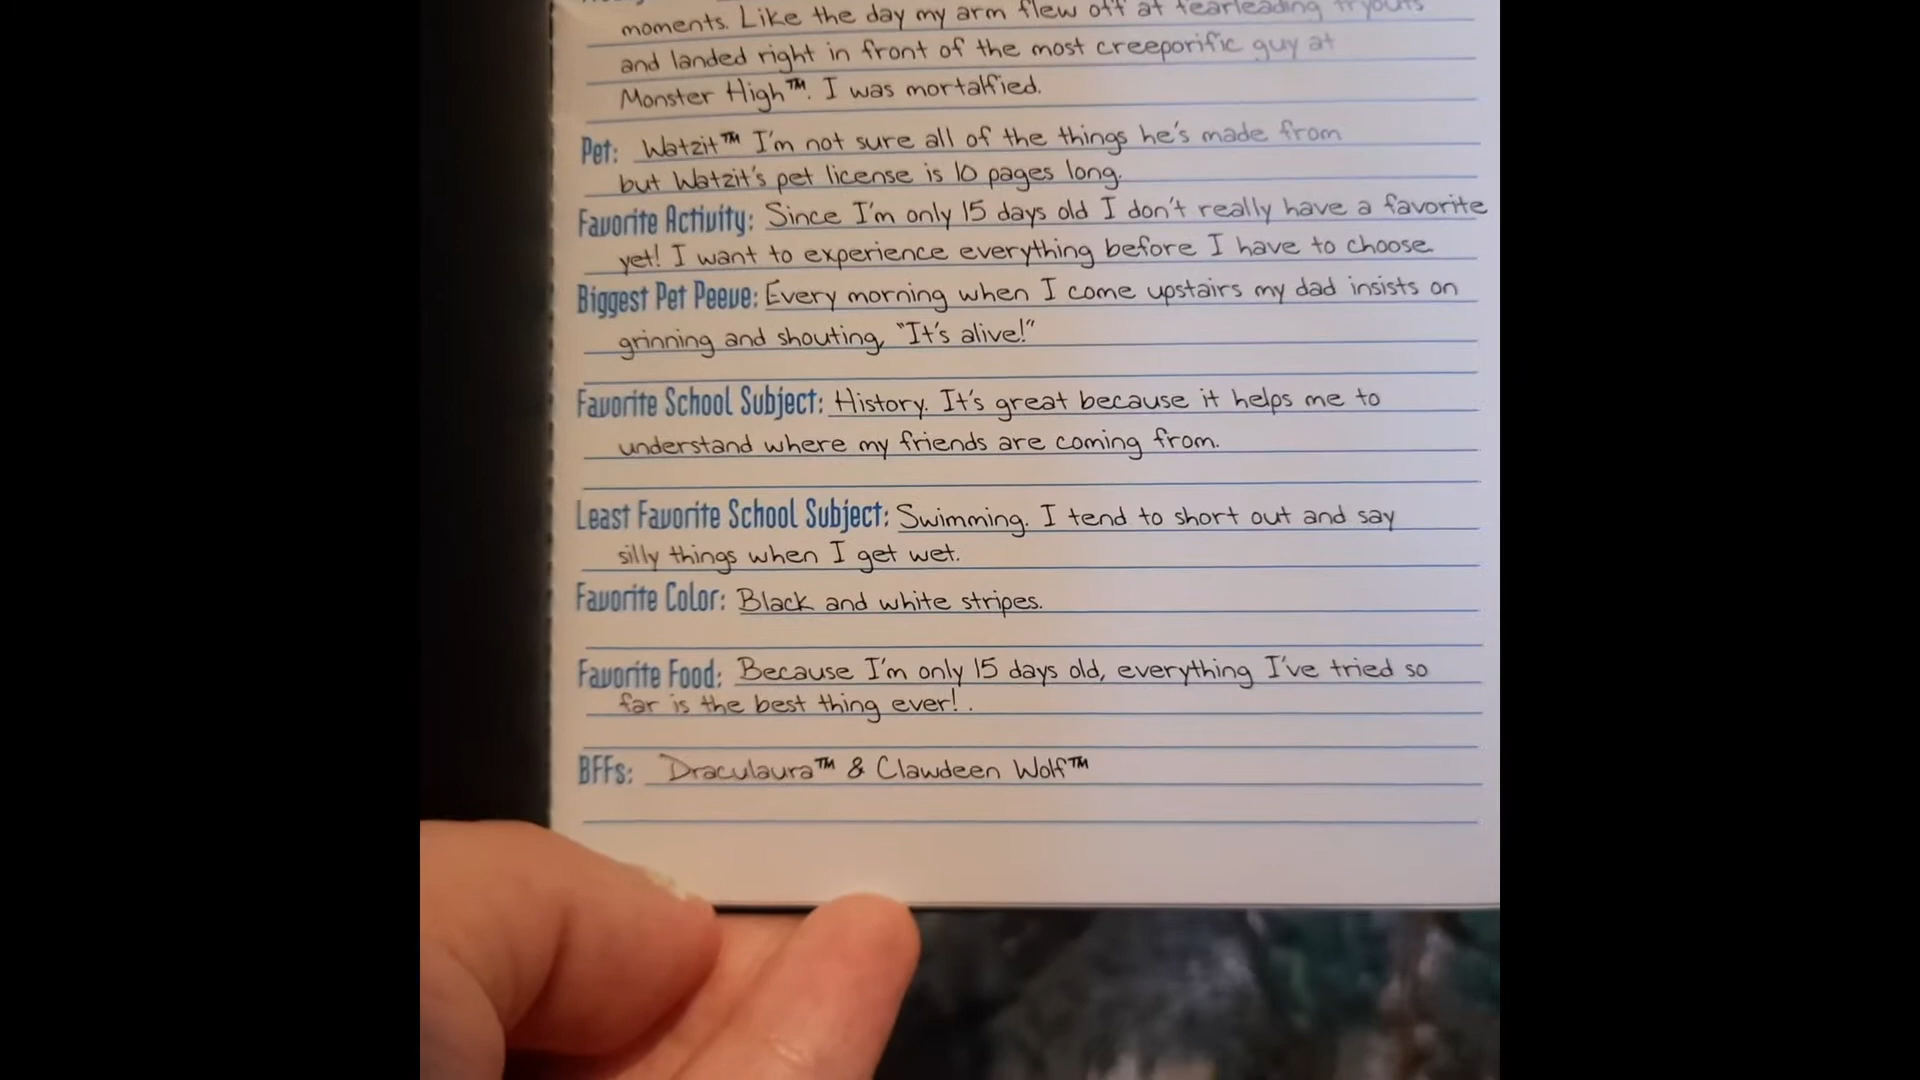 moments. Like the day my arm flew off at fearleading tryouts
and landed right in front of the most creeporific guy at
Monster High™. I was mortalfied.
Pet: Watzit™ I'm not sure all of the things he's made from
but Watzit's pet license is 10 pages long.
Favorite Activity: Since I'm only 15 days old I don't really have a favorite
yet! I want to experience everything before I have to choose
Biggest Pet Peeve: Every morning when I come upstairs my dad insists on
grinning and shouting, "It's alive!"
Favorite School Subject: History. It's great because it helps me to
understand where my friends are coming from.
Least Favorite School Subject: Swimming. I tend to short out and say
silly things when I get wet.
Favorite Color: Black and white stripes.
Favorite Food: Because I'm only 15 days old, everything I've tried so
far is the best thing ever!.
BFFs: Draculaura™ & Clawdeen Wolf™